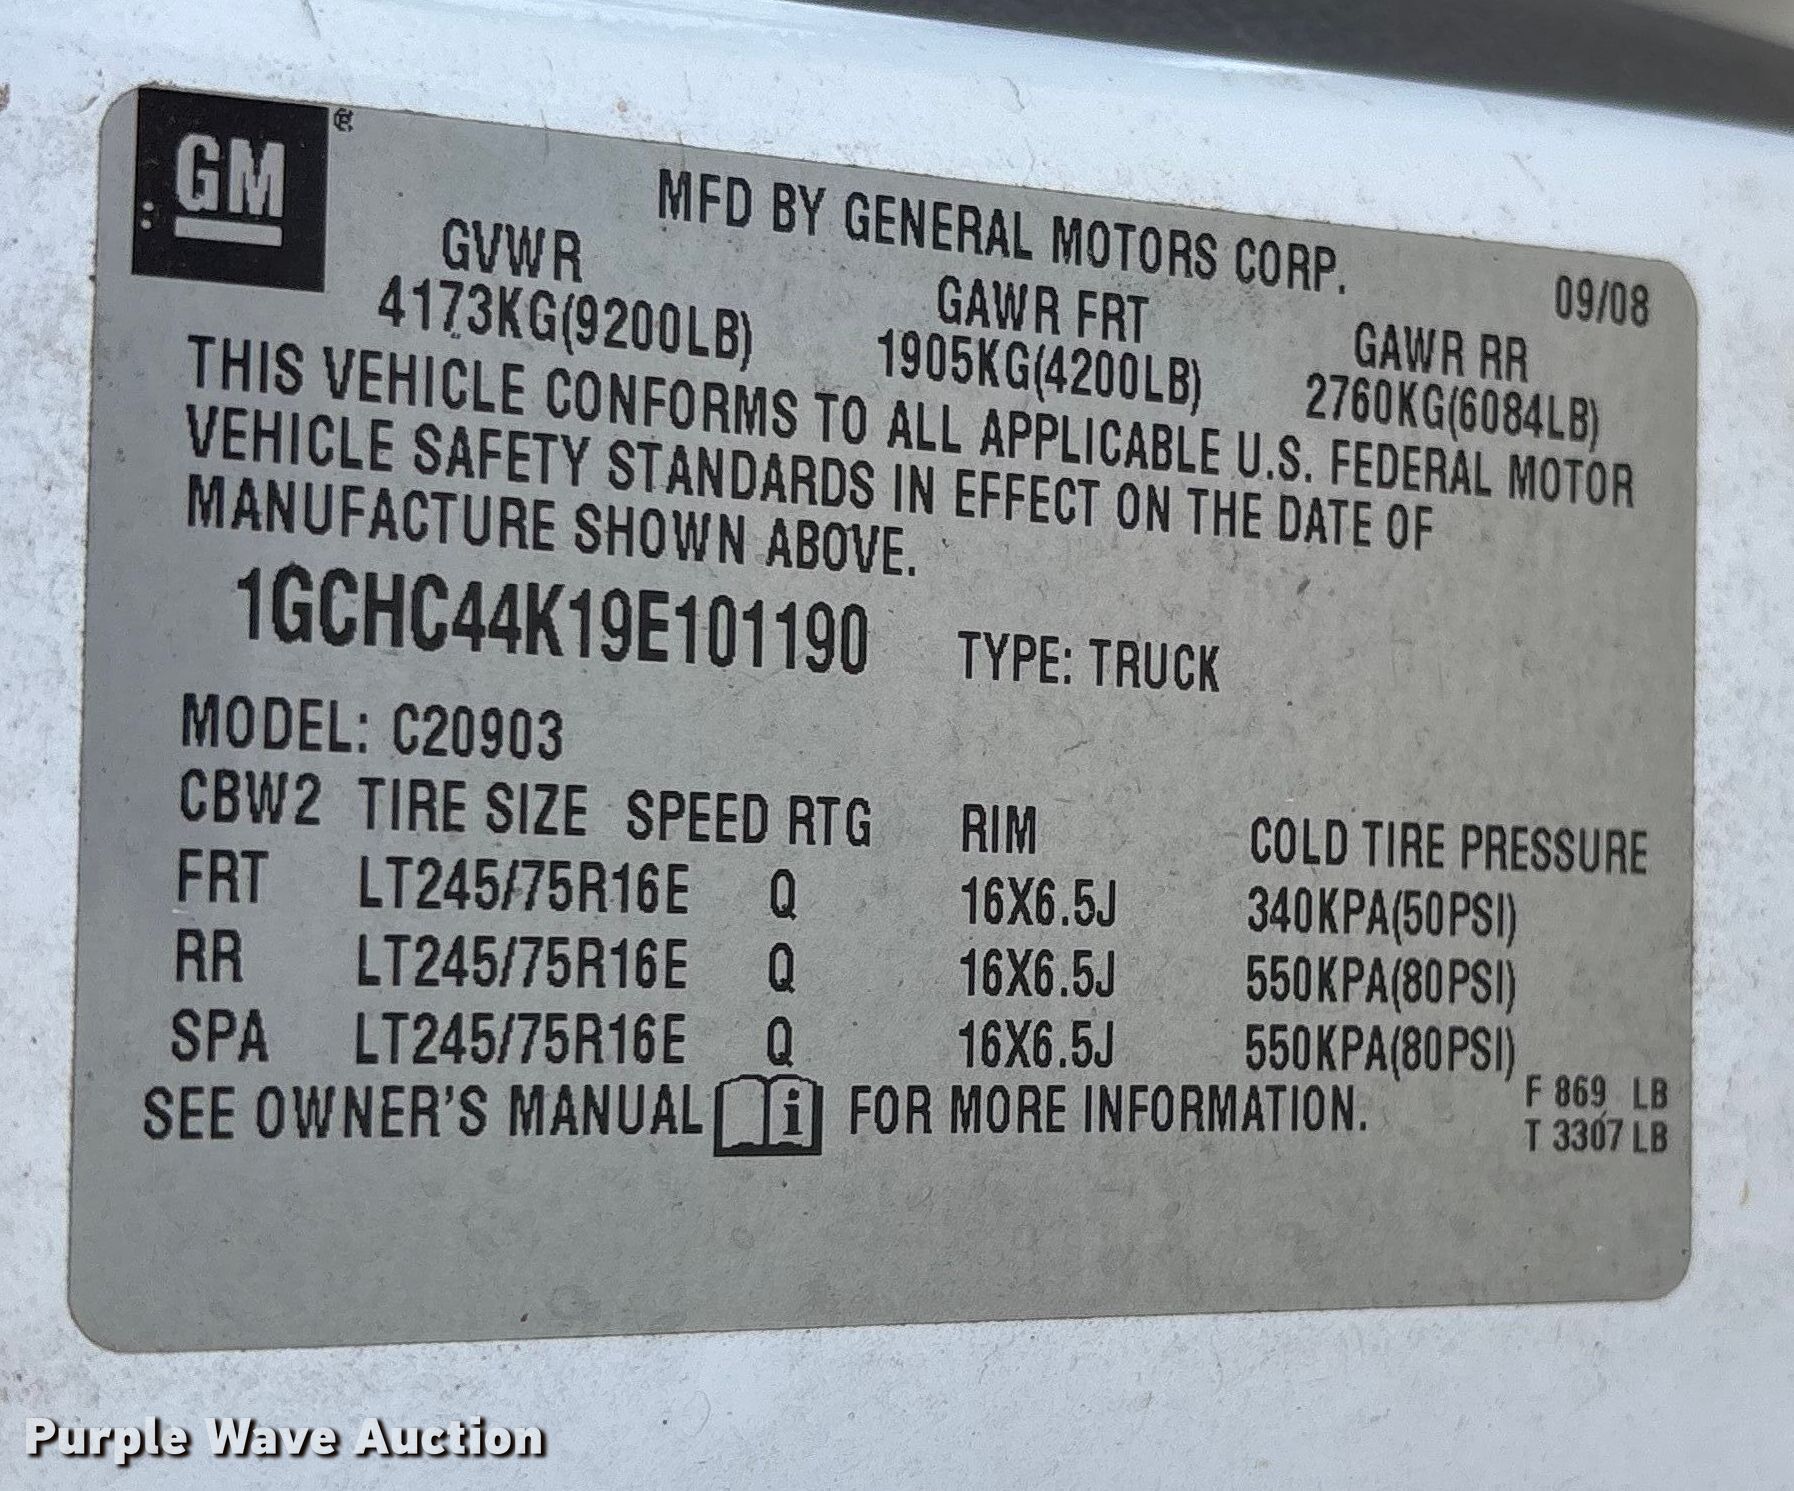 GM
MFD BY GENERAL MOTORS CORP.
09/08
GVWR GAWR FRT GAWR RR
4173KG(9200LB) 1905KG(4200LB) 2760KG(6084LB)
THIS VEHICLE CONFORMS TO ALL APPLICABLE U.S. FEDERAL MOTOR
VEHICLE SAFETY STANDARDS IN EFFECT ON THE DATE OF
MANUFACTURE SHOWN ABOVE.
1GCHC44K19E101190 TYPE: TRUCK
MODEL: C20903
CBW2 TIRE SIZE SPEED RTG RIM COLD TIRE PRESSURE
FRT LT245/75R16E Q 16X6.5J 340KPA(50PSI)
RR LT245/75R16E Q 16X6.5J 550KPA(80PSI)
SPA LT245/75R16E Q 16X6.5J 550KPA(80PSI)
SEE OWNER'S MANUAL i FOR MORE INFORMATION.
F 869 LB
T 3307 LB
Purple Wave Auction